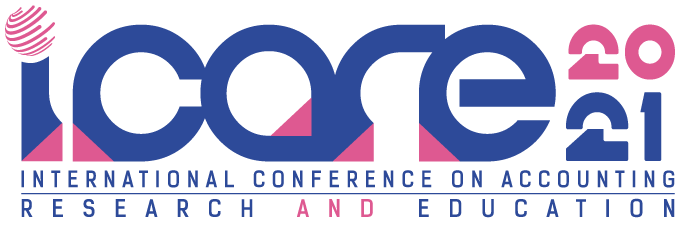 icare 2021
INTERNATIONAL CONFERENCE ON ACCOUNTING
RESEARCH AND EDUCATION